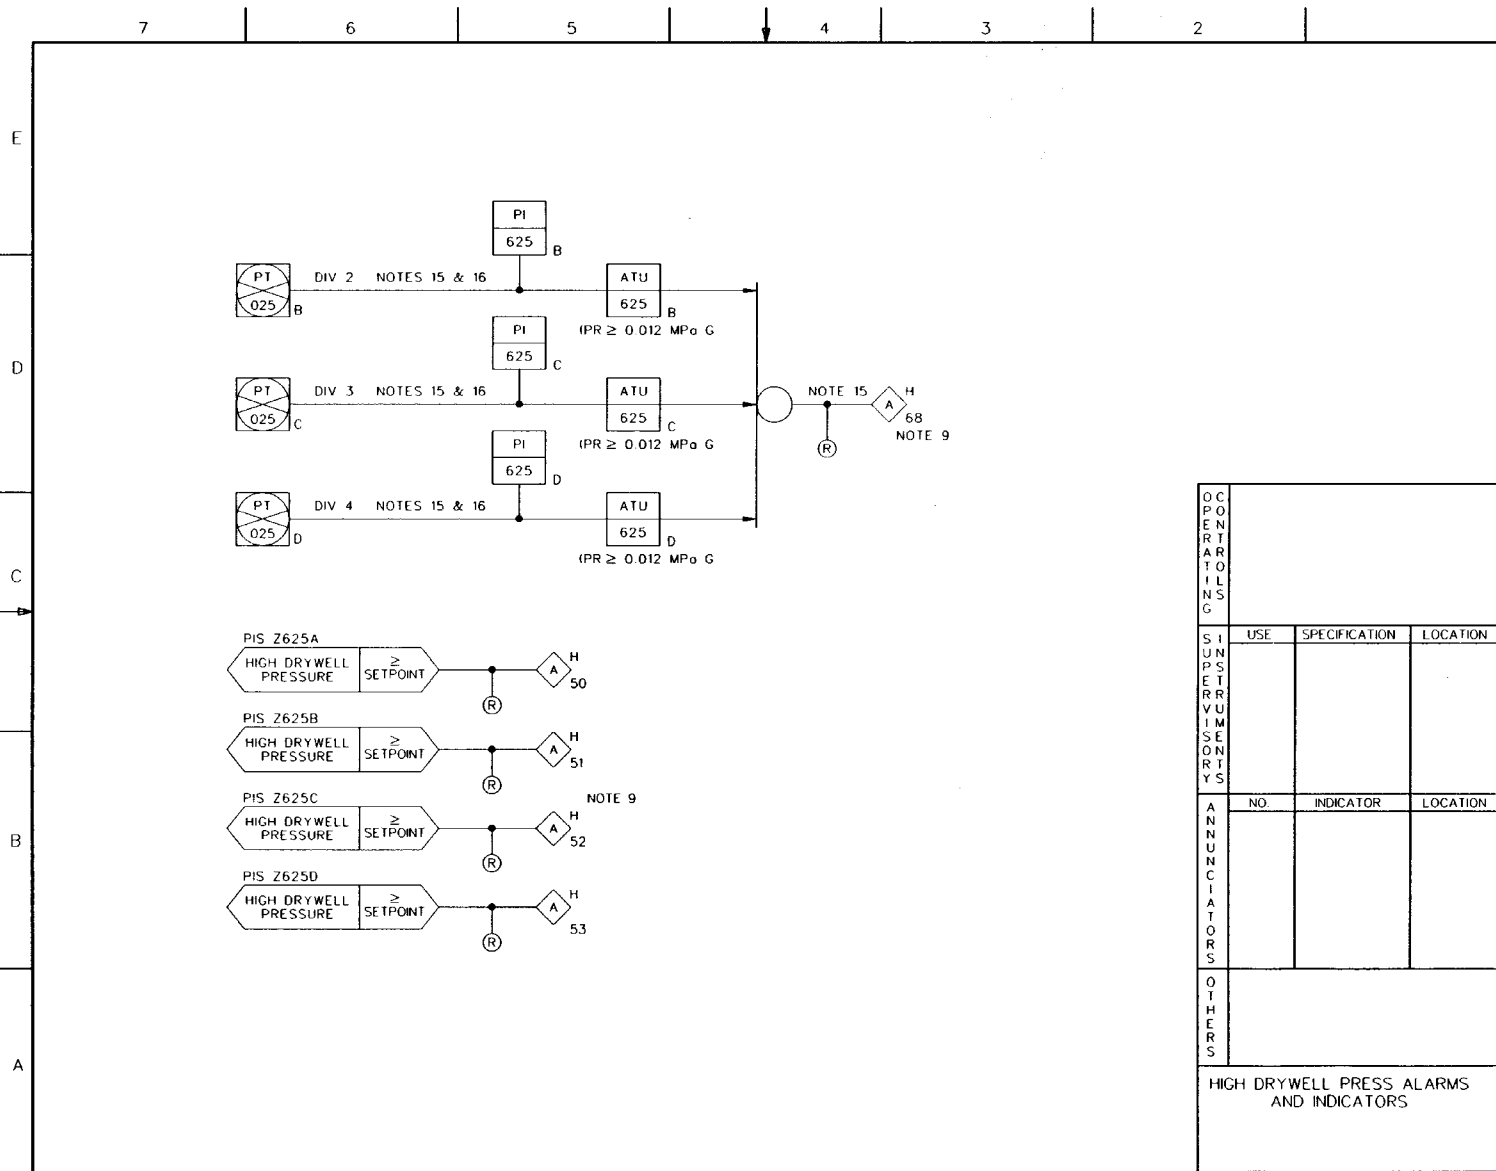 7 6 5 4 3 2
E
D
C
B
A
PI
625
B
PT
025
B
DIV 2 NOTES 15 & 16
ATU
625
B
(PR ≥ 0.012 MPa G
PI
625
C
PT
025
C
DIV 3 NOTES 15 & 16
ATU
625
C
(PR ≥ 0.012 MPa G
NOTE 15
A
H
68
NOTE 9
R
PI
625
D
PT
025
D
DIV 4 NOTES 15 & 16
ATU
625
D
(PR ≥ 0.012 MPa G
PIS Z625A
HIGH DRYWELL
PRESSURE
≥
SETPOINT
A
H
50
R
PIS Z625B
HIGH DRYWELL
PRESSURE
≥
SETPOINT
A
H
51
R
NOTE 9
PIS Z625C
HIGH DRYWELL
PRESSURE
≥
SETPOINT
A
H
52
R
PIS Z625D
HIGH DRYWELL
PRESSURE
≥
SETPOINT
A
H
53
R
OPERATING
CONTROLS
SUPERVISORY
INSTRUMENTS
USE SPECIFICATION LOCATION
ANNUNCIATORS
NO. INDICATOR LOCATION
OTHERS
HIGH DRYWELL PRESS ALARMS
AND INDICATORS